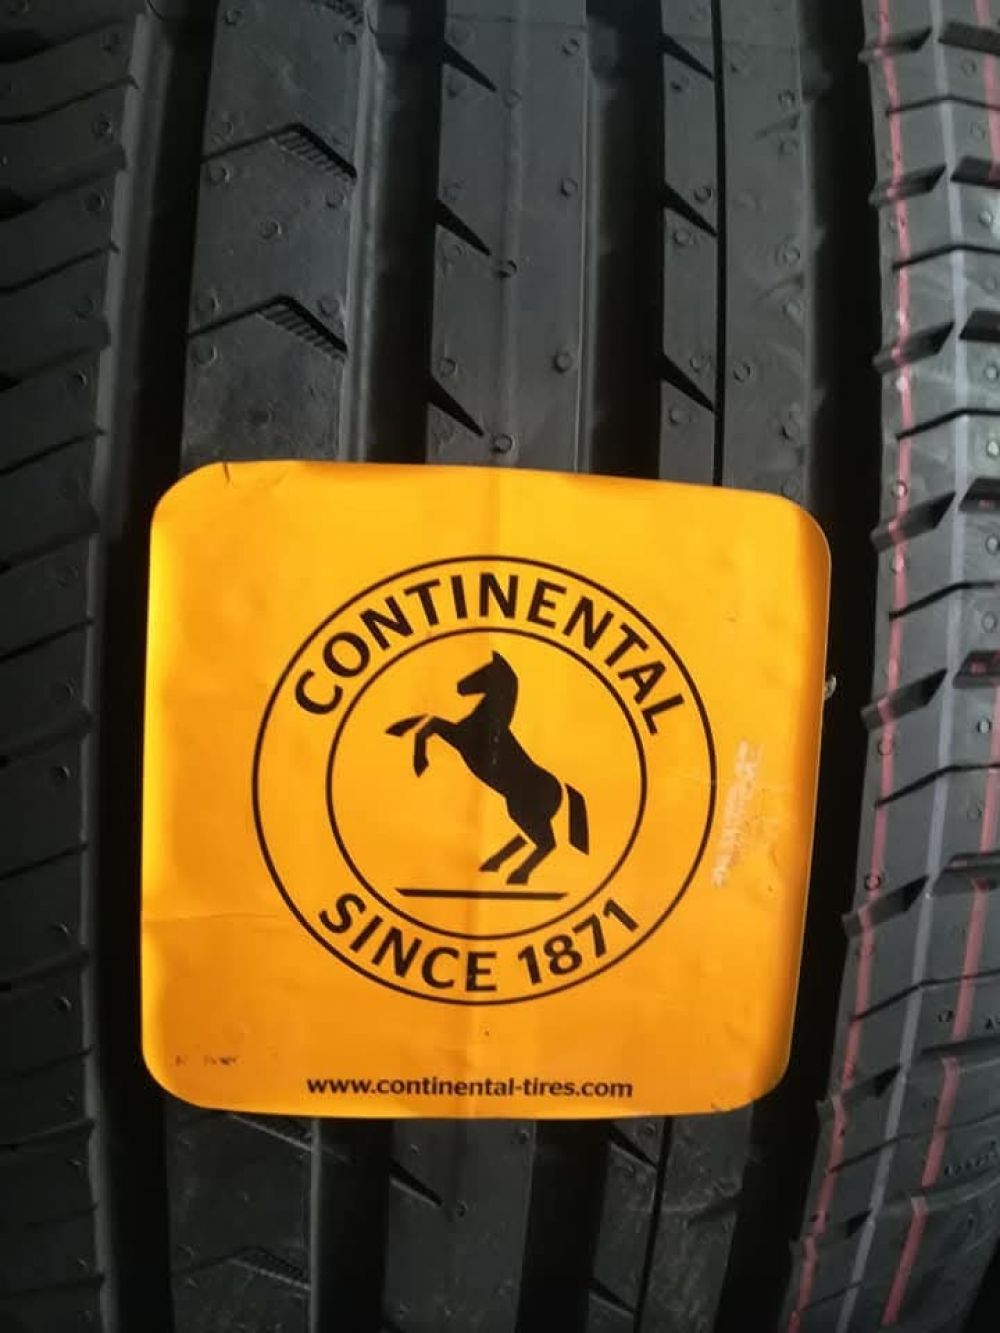 CONTINENTAL
SINCE 1871
www.continental-tires.com